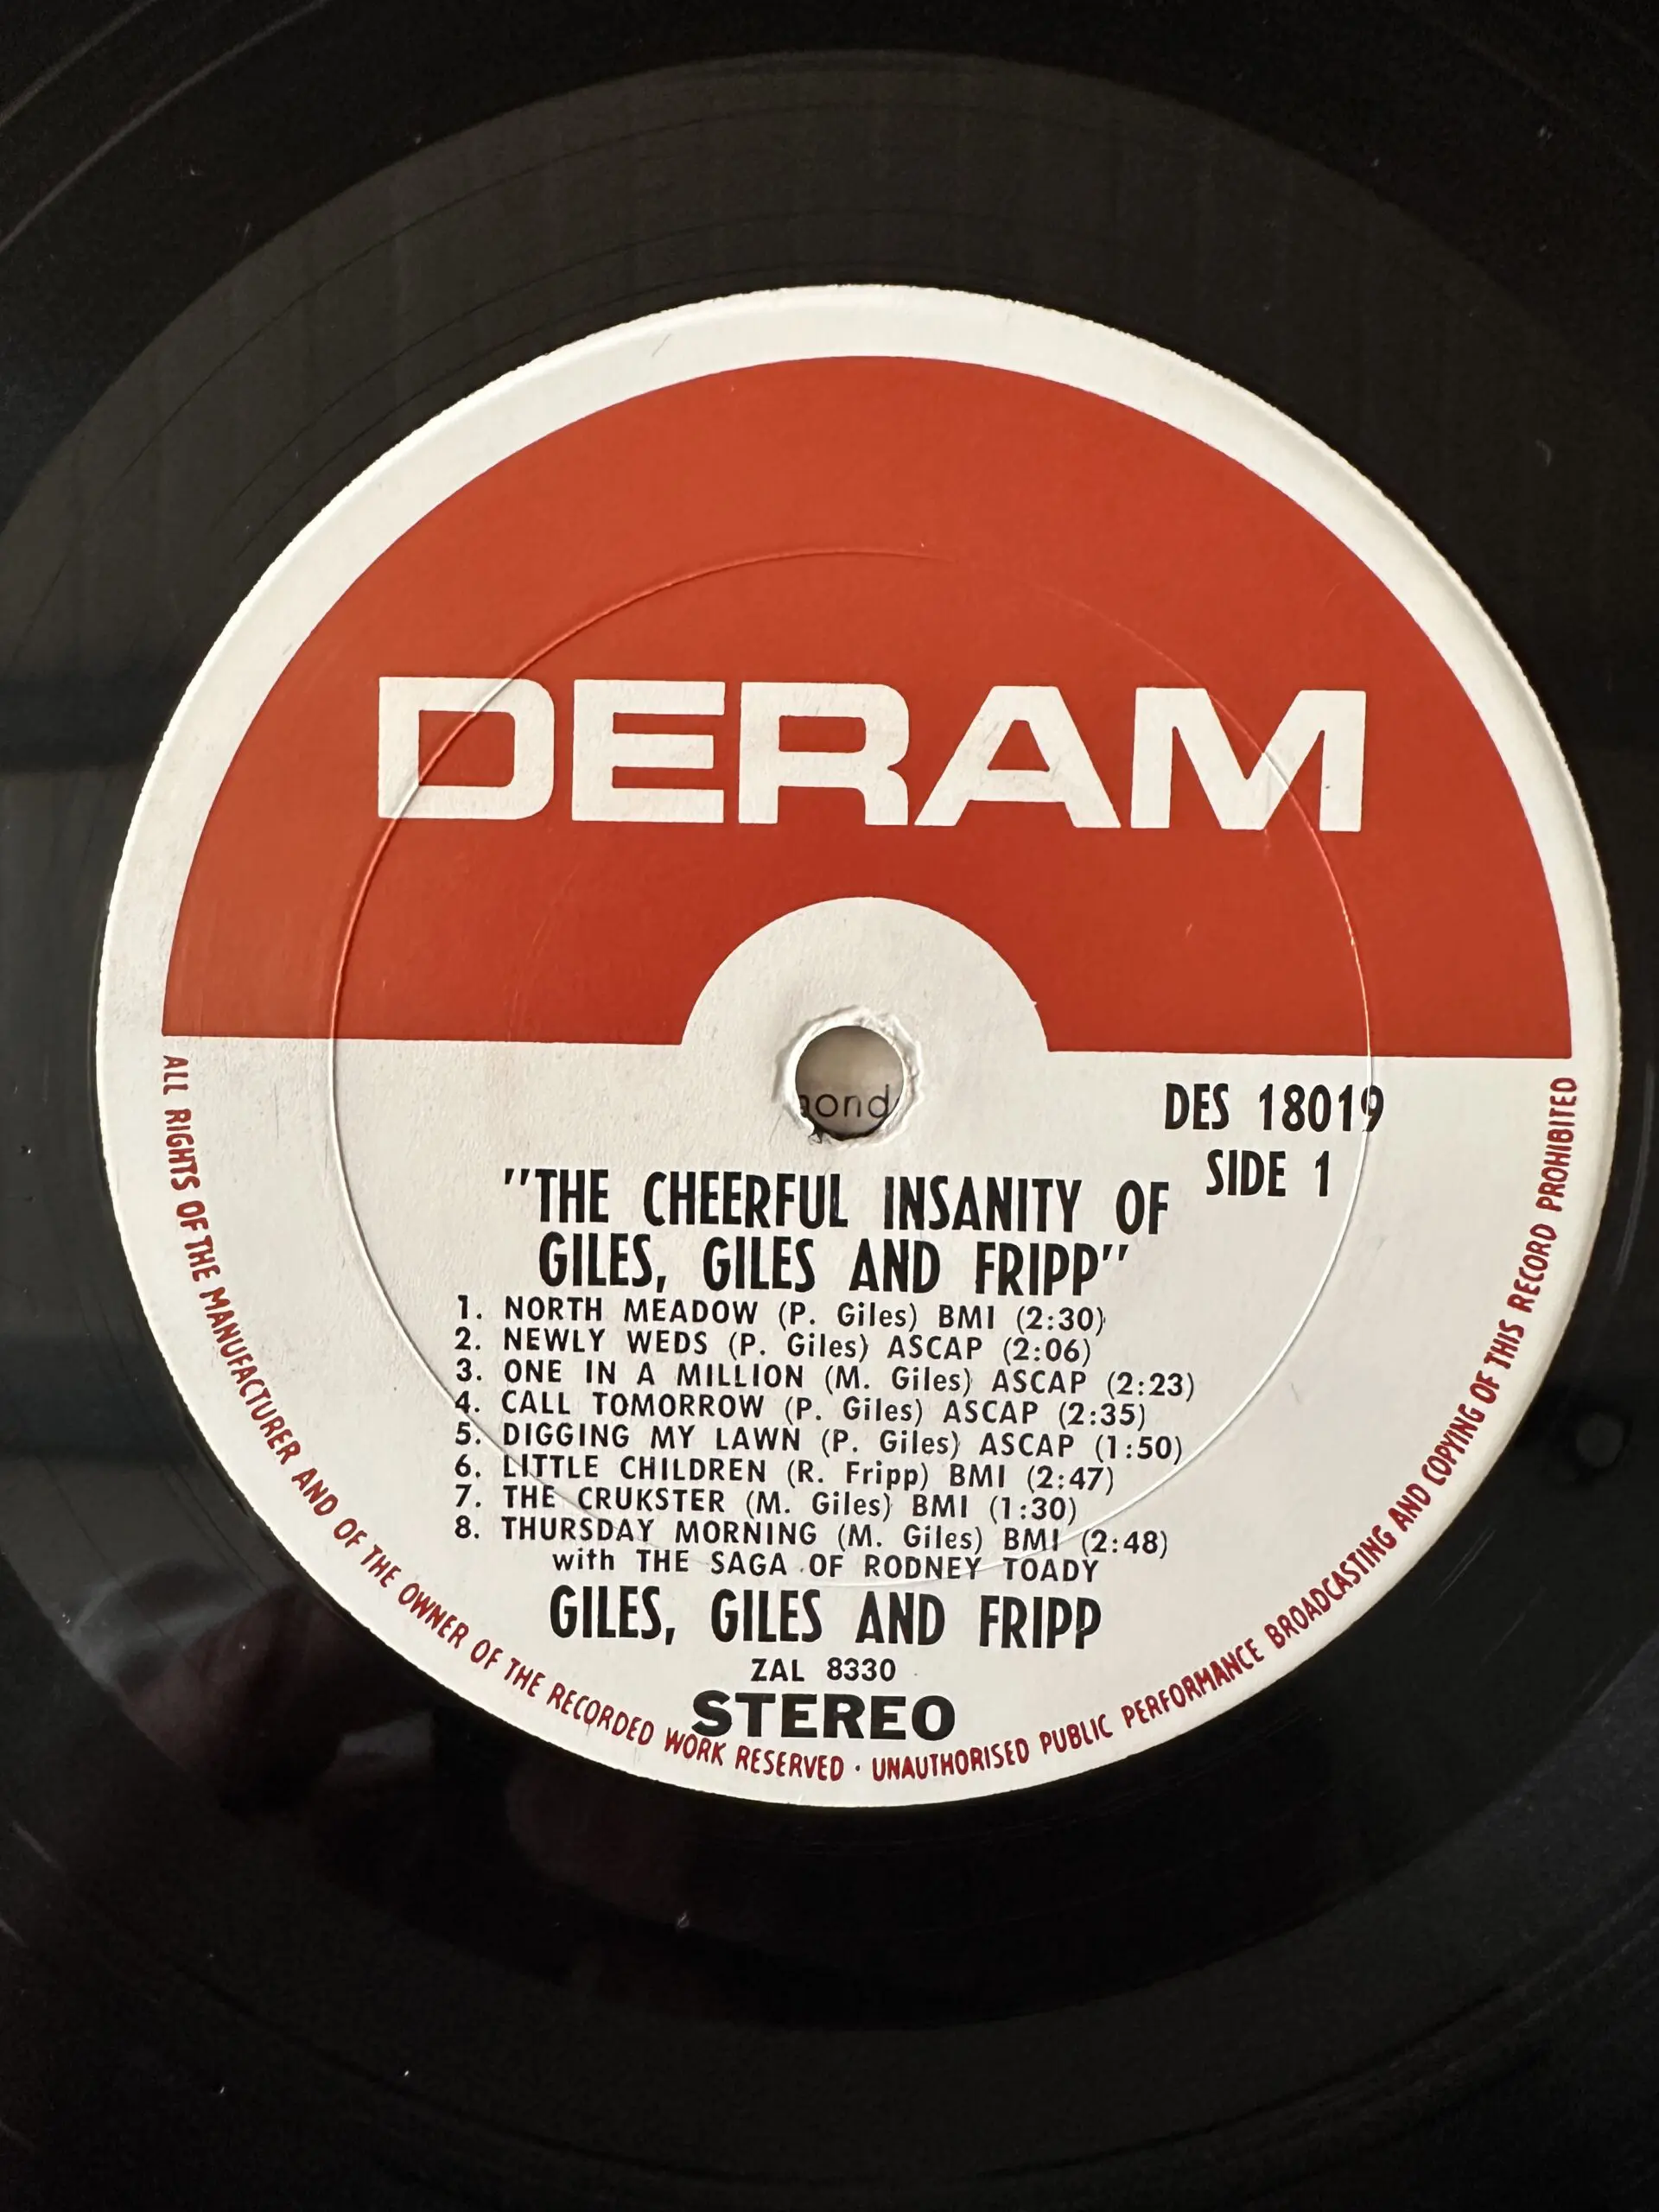 DERAM
DES 18019
SIDE 1
"THE CHEERFUL INSANITY OF
GILES, GILES AND FRIPP"
1. NORTH MEADOW (P. Giles) BMI (2:30)
2. NEWLY WEDS (P. Giles) ASCAP (2:06)
3. ONE IN A MILLION (M. Giles) ASCAP (2:23)
4. CALL TOMORROW (P. Giles) ASCAP (2:35)
5. DIGGING MY LAWN (P. Giles) ASCAP (1:50)
6. LITTLE CHILDREN (R. Fripp) BMI (2:47)
7. THE CRUKSTER (M. Giles) BMI (1:30)
8. THURSDAY MORNING (M. Giles) BMI (2:48)
with THE SAGA OF RODNEY TOADY
GILES, GILES AND FRIPP
ZAL 8330
STEREO
ALL RIGHTS OF THE MANUFACTURER AND OF THE OWNER OF THE RECORDED WORK RESERVED · UNAUTHORISED PUBLIC PERFORMANCE BROADCASTING AND COPYING OF THIS RECORD PROHIBITED